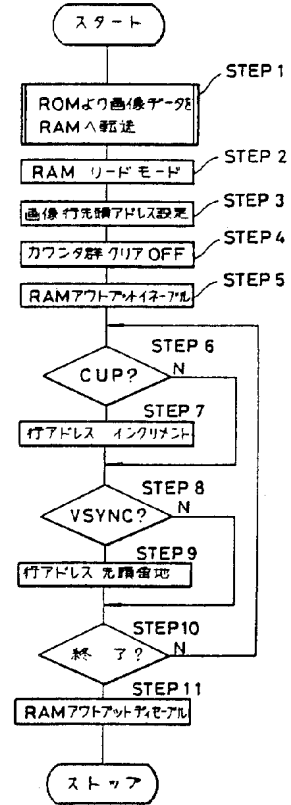 スタート
STEP 1
ROMより画像データを
RAMへ転送
STEP 2
RAM リードモード
STEP 3
画像行先頭アドレス設定
STEP 4
カウンタ群クリアOFF
STEP 5
RAMアウトプットイネーブル
STEP 6
CUP?
N
STEP 7
行アドレス インクリメント
STEP 8
VSYNC?
N
STEP 9
行アドレス先頭番地
STEP10
終了?
N
STEP 11
RAMアウトプットディセーブル
ストップ